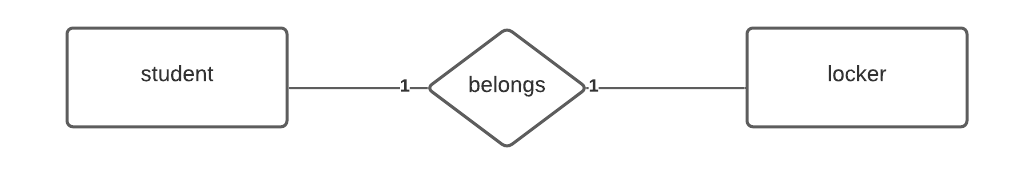 student
1
belongs
1
locker